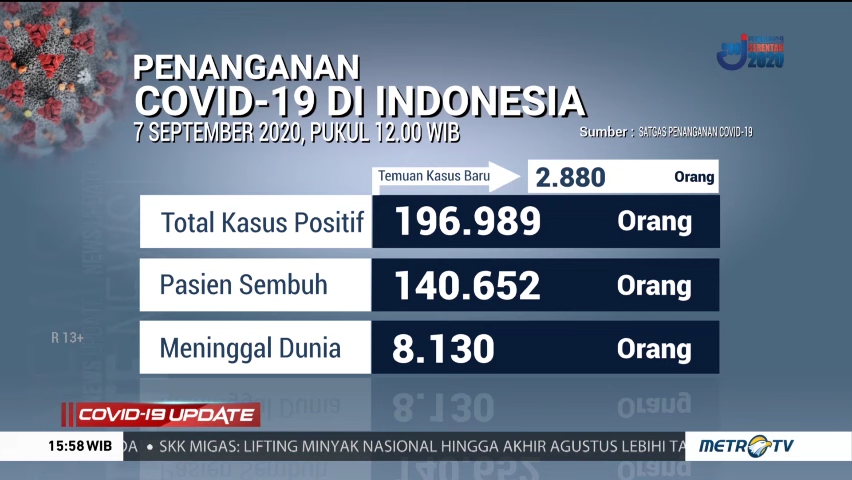 PENANGANAN
COVID-19 DI INDONESIA
7 SEPTEMBER 2020, PUKUL 12.00 WIB
Sumber : SATGAS PENANGANAN COVID-19
Temuan Kasus Baru 2.880 Orang
Total Kasus Positif 196.989 Orang
Pasien Sembuh 140.652 Orang
Meninggal Dunia 8.130 Orang
R 13+
COVID-19 UPDATE
15:58 WIB DA • SKK MIGAS: LIFTING MINYAK NASIONAL HINGGA AKHIR AGUSTUS LEBIHI TA METRO TV
2020